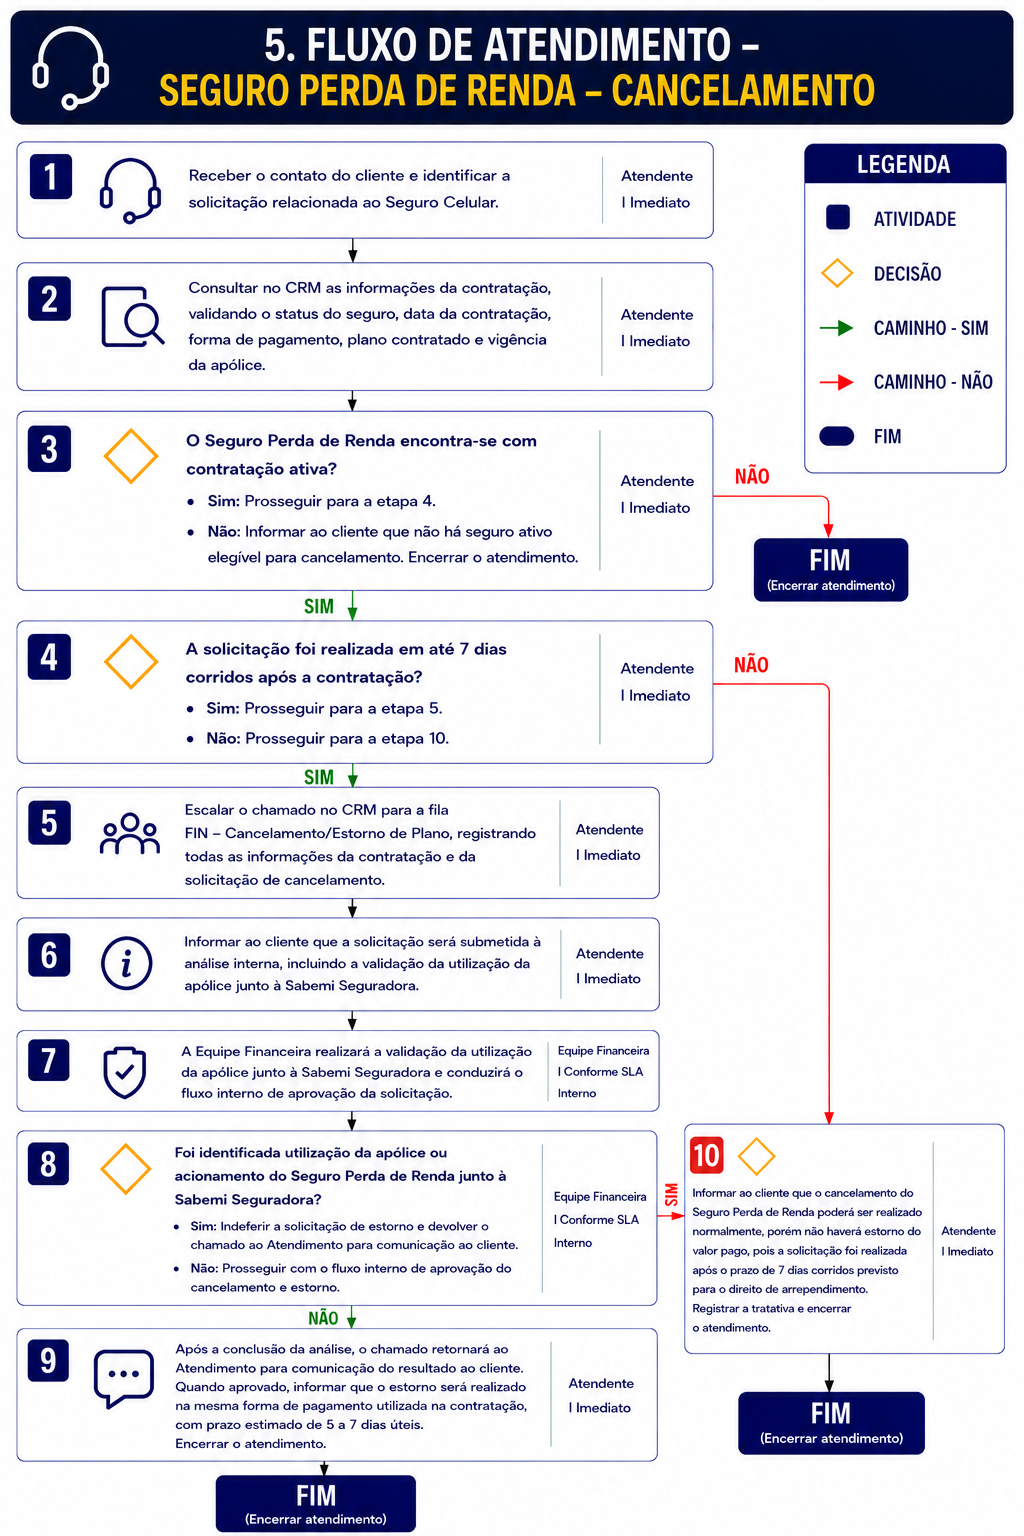 5. FLUXO DE ATENDIMENTO –
SEGURO PERDA DE RENDA – CANCELAMENTO
1
Receber o contato do cliente e identificar a
solicitação relacionada ao Seguro Celular.
Atendente
| Imediato
LEGENDA
ATIVIDADE
DECISÃO
CAMINHO - SIM
CAMINHO - NÃO
FIM
2
Consultar no CRM as informações da contratação,
validando o status do seguro, data da contratação,
forma de pagamento, plano contratado e vigência
da apólice.
Atendente
| Imediato
3
O Seguro Perda de Renda encontra-se com
contratação ativa?
• Sim: Prosseguir para a etapa 4.
• Não: Informar ao cliente que não há seguro ativo
elegível para cancelamento. Encerrar o atendimento.
Atendente
| Imediato
NÃO
FIM
(Encerrar atendimento)
SIM
4
A solicitação foi realizada em até 7 dias
corridos após a contratação?
• Sim: Prosseguir para a etapa 5.
• Não: Prosseguir para a etapa 10.
Atendente
| Imediato
NÃO
SIM
5
Escalar o chamado no CRM para a fila
FIN – Cancelamento/Estorno de Plano, registrando
todas as informações da contratação e da
solicitação de cancelamento.
Atendente
| Imediato
6
Informar ao cliente que a solicitação será submetida à
análise interna, incluindo a validação da utilização da
apólice junto à Sabemi Seguradora.
Atendente
| Imediato
7
A Equipe Financeira realizará a validação da utilização
da apólice junto à Sabemi Seguradora e conduzirá o
fluxo interno de aprovação da solicitação.
Equipe Financeira
| Conforme SLA
Interno
8
Foi identificada utilização da apólice ou
acionamento do Seguro Perda de Renda junto à
Sabemi Seguradora?
• Sim: Indeferir a solicitação de estorno e devolver o
chamado ao Atendimento para comunicação ao cliente.
• Não: Prosseguir com o fluxo interno de aprovação do
cancelamento e estorno.
Equipe Financeira
| Conforme SLA
Interno
SIM
10
Informar ao cliente que o cancelamento do
Seguro Perda de Renda poderá ser realizado
normalmente, porém não haverá estorno do
valor pago, pois a solicitação foi realizada
após o prazo de 7 dias corridos previsto
para o direito de arrependimento.
Registrar a tratativa e encerrar
o atendimento.
Atendente
| Imediato
NÃO
9
Após a conclusão da análise, o chamado retornará ao
Atendimento para comunicação do resultado ao cliente.
Quando aprovado, informar que o estorno será realizado
na mesma forma de pagamento utilizada na contratação,
com prazo estimado de 5 a 7 dias úteis.
Encerrar o atendimento.
Atendente
| Imediato
FIM
(Encerrar atendimento)
FIM
(Encerrar atendimento)